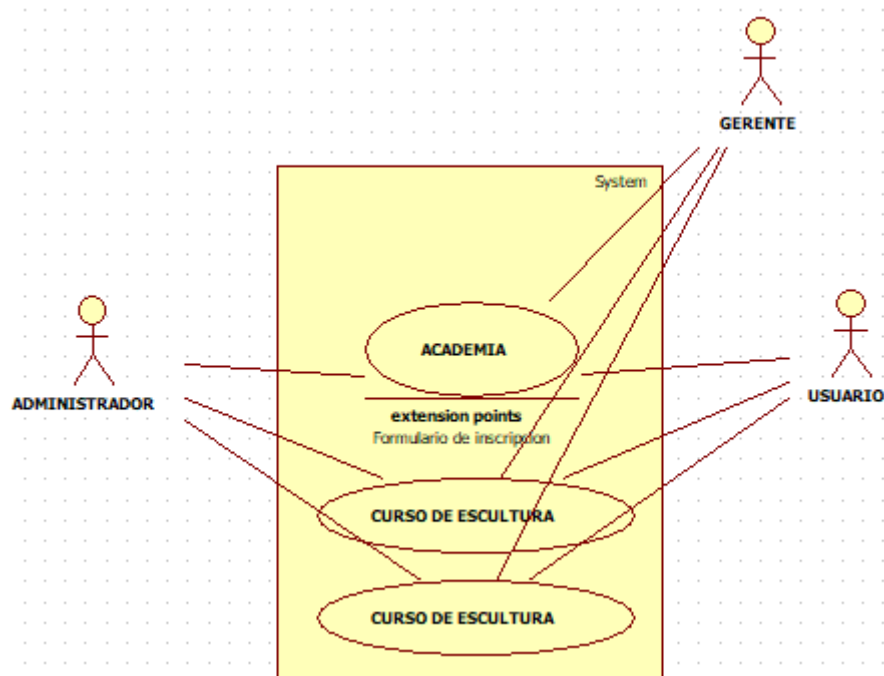 GERENTE
System
ACADEMIA
ADMINISTRADOR
USUARIO
extension points
Formulario de inscripcion
CURSO DE ESCULTURA
CURSO DE ESCULTURA